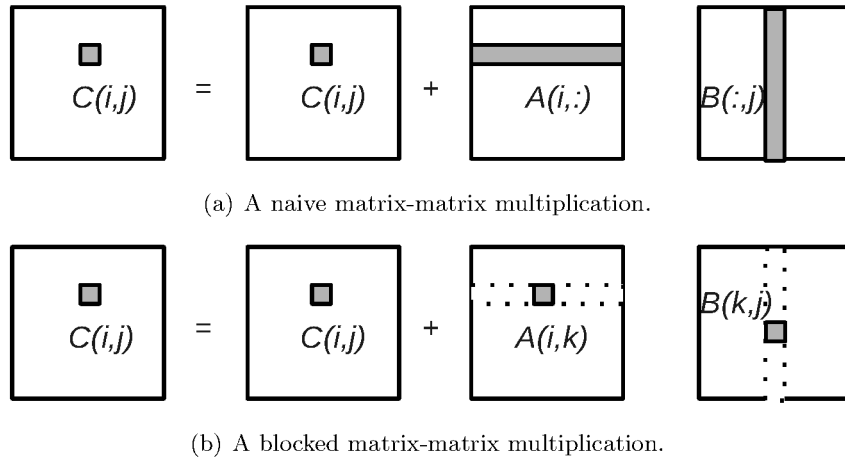 C(i,j) = C(i,j) + A(i,:) B(:,j)
(a) A naive matrix-matrix multiplication.
C(i,j) = C(i,j) + A(i,k) B(k,j)
(b) A blocked matrix-matrix multiplication.